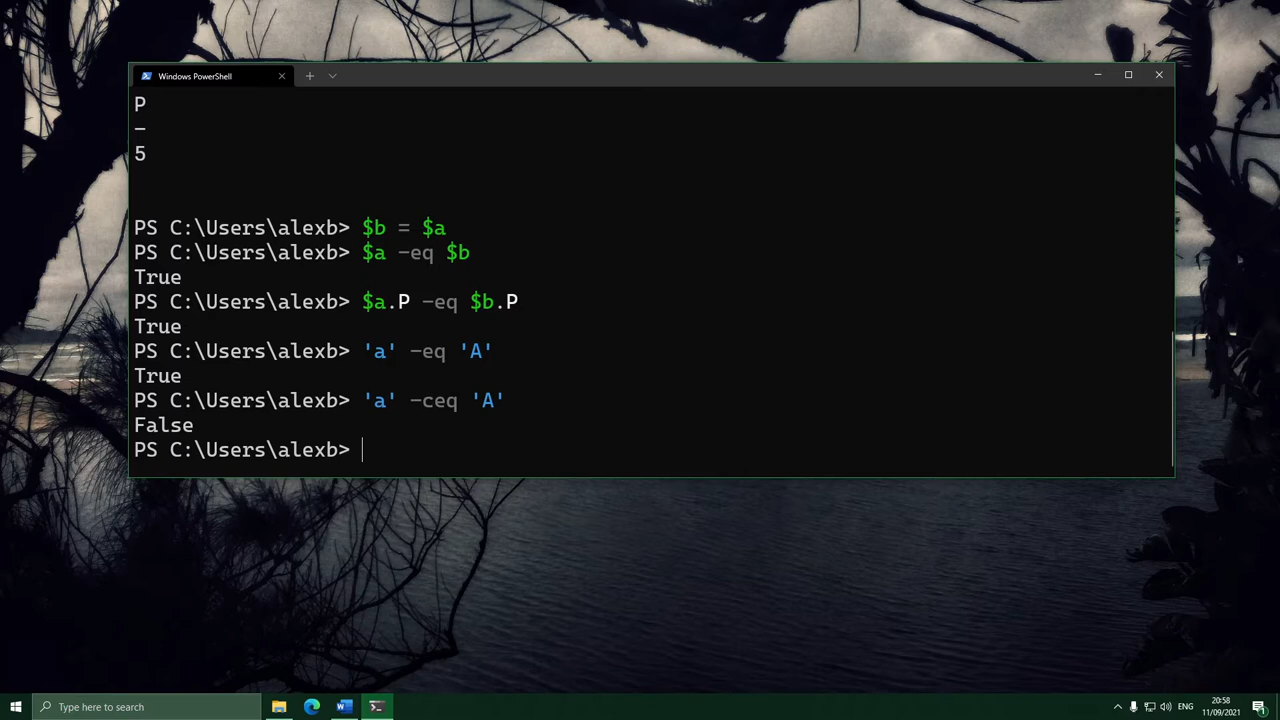 Windows PowerShell
P
-
5
PS C:\Users\alexb> $b = $a
PS C:\Users\alexb> $a -eq $b
True
PS C:\Users\alexb> $a.P -eq $b.P
True
PS C:\Users\alexb> 'a' -eq 'A'
True
PS C:\Users\alexb> 'a' -ceq 'A'
False
PS C:\Users\alexb>
Type here to search
ENG
20:58
11/09/2021
1